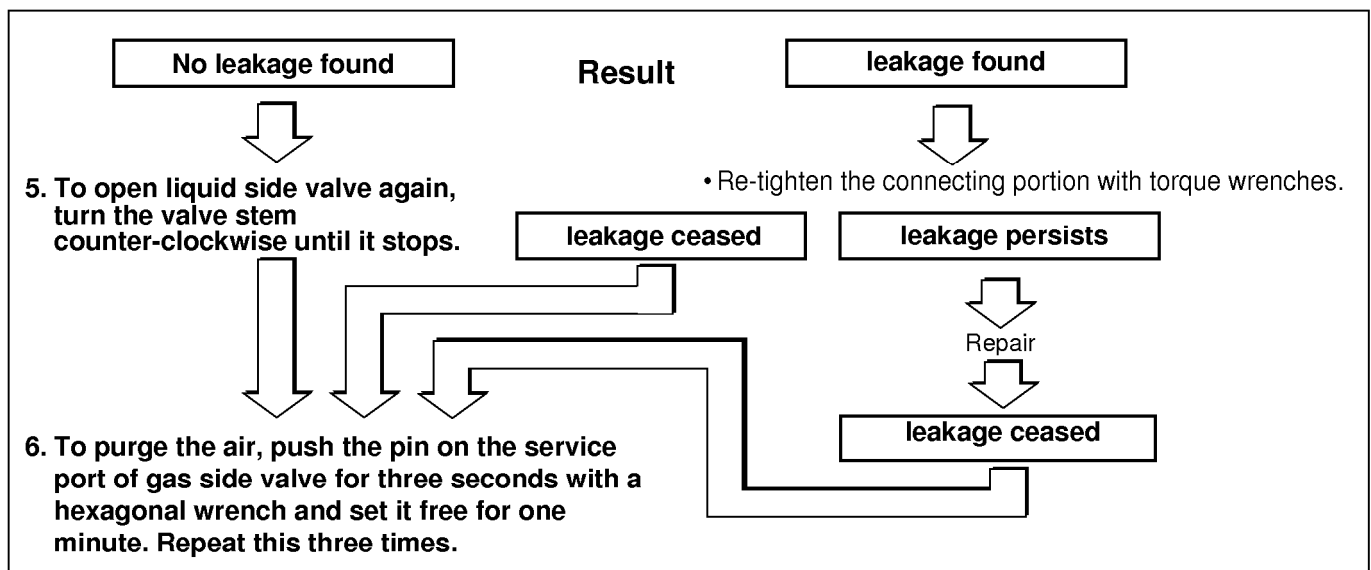 No leakage found
Result
leakage found
5. To open liquid side valve again,
turn the valve stem
counter-clockwise until it stops.
• Re-tighten the connecting portion with torque wrenches.
leakage ceased
leakage persists
Repair
leakage ceased
6. To purge the air, push the pin on the service
port of gas side valve for three seconds with a
hexagonal wrench and set it free for one
minute. Repeat this three times.